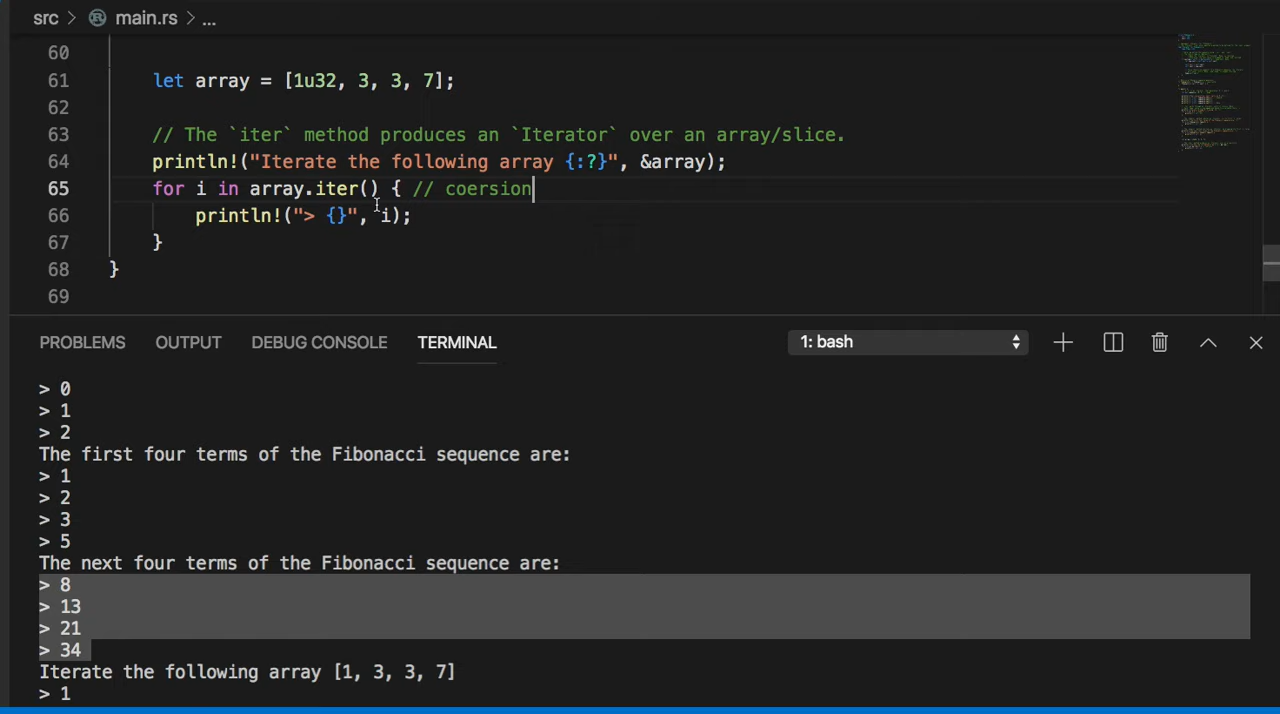 src > main.rs > ...
60
61 let array = [1u32, 3, 3, 7];
62
63 // The `iter` method produces an `Iterator` over an array/slice.
64 println!("Iterate the following array {:?}", &array);
65 for i in array.iter() { // coersion
66 println!("> {}", i);
67 }
68 }
69
PROBLEMS OUTPUT DEBUG CONSOLE TERMINAL 1: bash
> 0
> 1
> 2
The first four terms of the Fibonacci sequence are:
> 1
> 2
> 3
> 5
The next four terms of the Fibonacci sequence are:
> 8
> 13
> 21
> 34
Iterate the following array [1, 3, 3, 7]
> 1